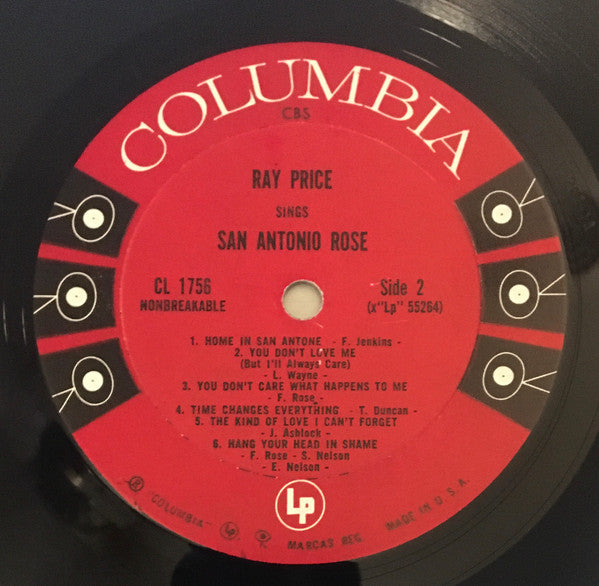 COLUMBIA
CBS
RAY PRICE
SINGS
SAN ANTONIO ROSE
CL 1756
NONBREAKABLE
Side 2
(x"Lp" 55264)
1. HOME IN SAN ANTONE - F. Jenkins -
2. YOU DON'T LOVE ME
(But I'll Always Care)
- L. Wayne -
3. YOU DON'T CARE WHAT HAPPENS TO ME
- F. Rose -
4. TIME CHANGES EVERYTHING - T. Duncan -
5. THE KIND OF LOVE I CAN'T FORGET
- J. Ashlock -
6. HANG YOUR HEAD IN SHAME
- F. Rose - S. Nelson
- E. Nelson -
Lp
® "COLUMBIA" MARCAS REG. MADE IN U.S.A.